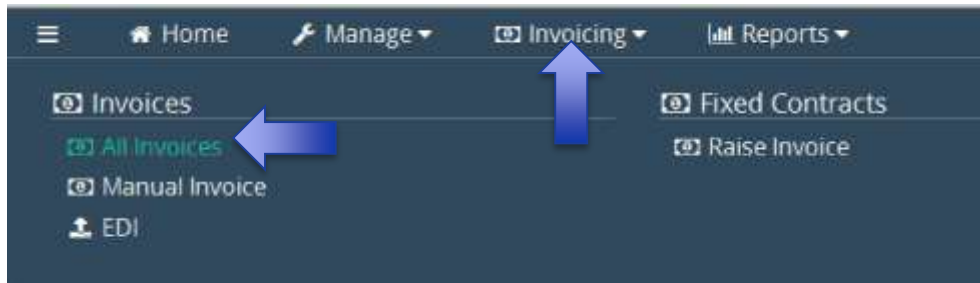 Home Manage Invoicing Reports
Invoices Fixed Contracts
All Invoices Raise Invoice
Manual Invoice
EDI